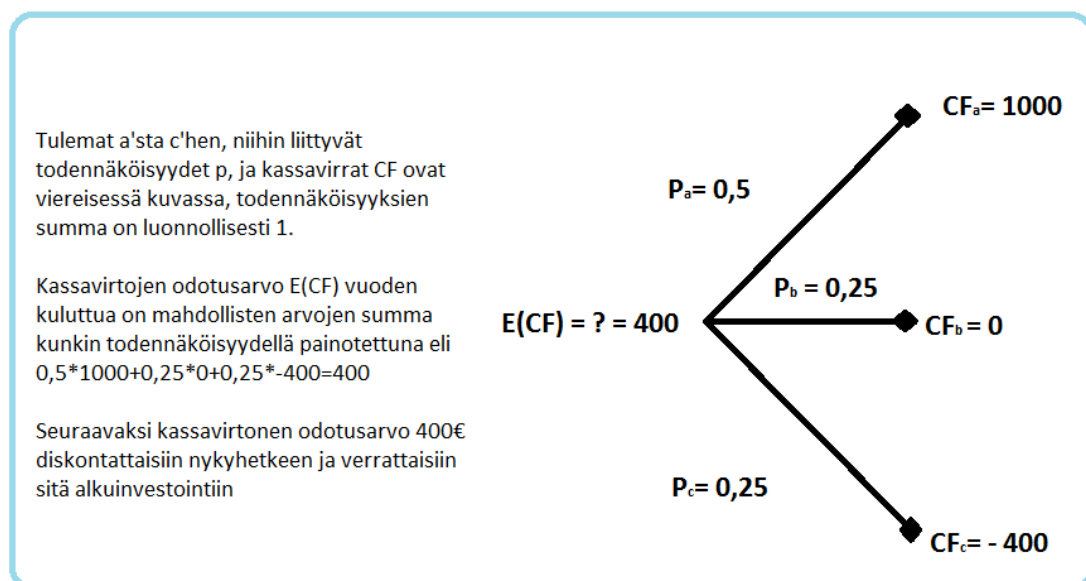 Tulemat a'sta c'hen, niihin liittyvät
todennäköisyydet p, ja kassavirrat CF ovat
viereisessä kuvassa, todennäköisyyksien
summa on luonnollisesti 1.
Kassavirtojen odotusarvo E(CF) vuoden
kuluttua on mahdollisten arvojen summa
kunkin todennäköisyydellä painotettuna eli
0,5*1000+0,25*0+0,25*-400=400
Seuraavaksi kassavirtonen odotusarvo 400€
diskontattaisiin nykyhetkeen ja verrattaisiin
sitä alkuinvestointiin
CFa= 1000
Pa= 0,5
Pb = 0,25
E(CF) = ? = 400
CFb = 0
Pc= 0,25
CFc= - 400